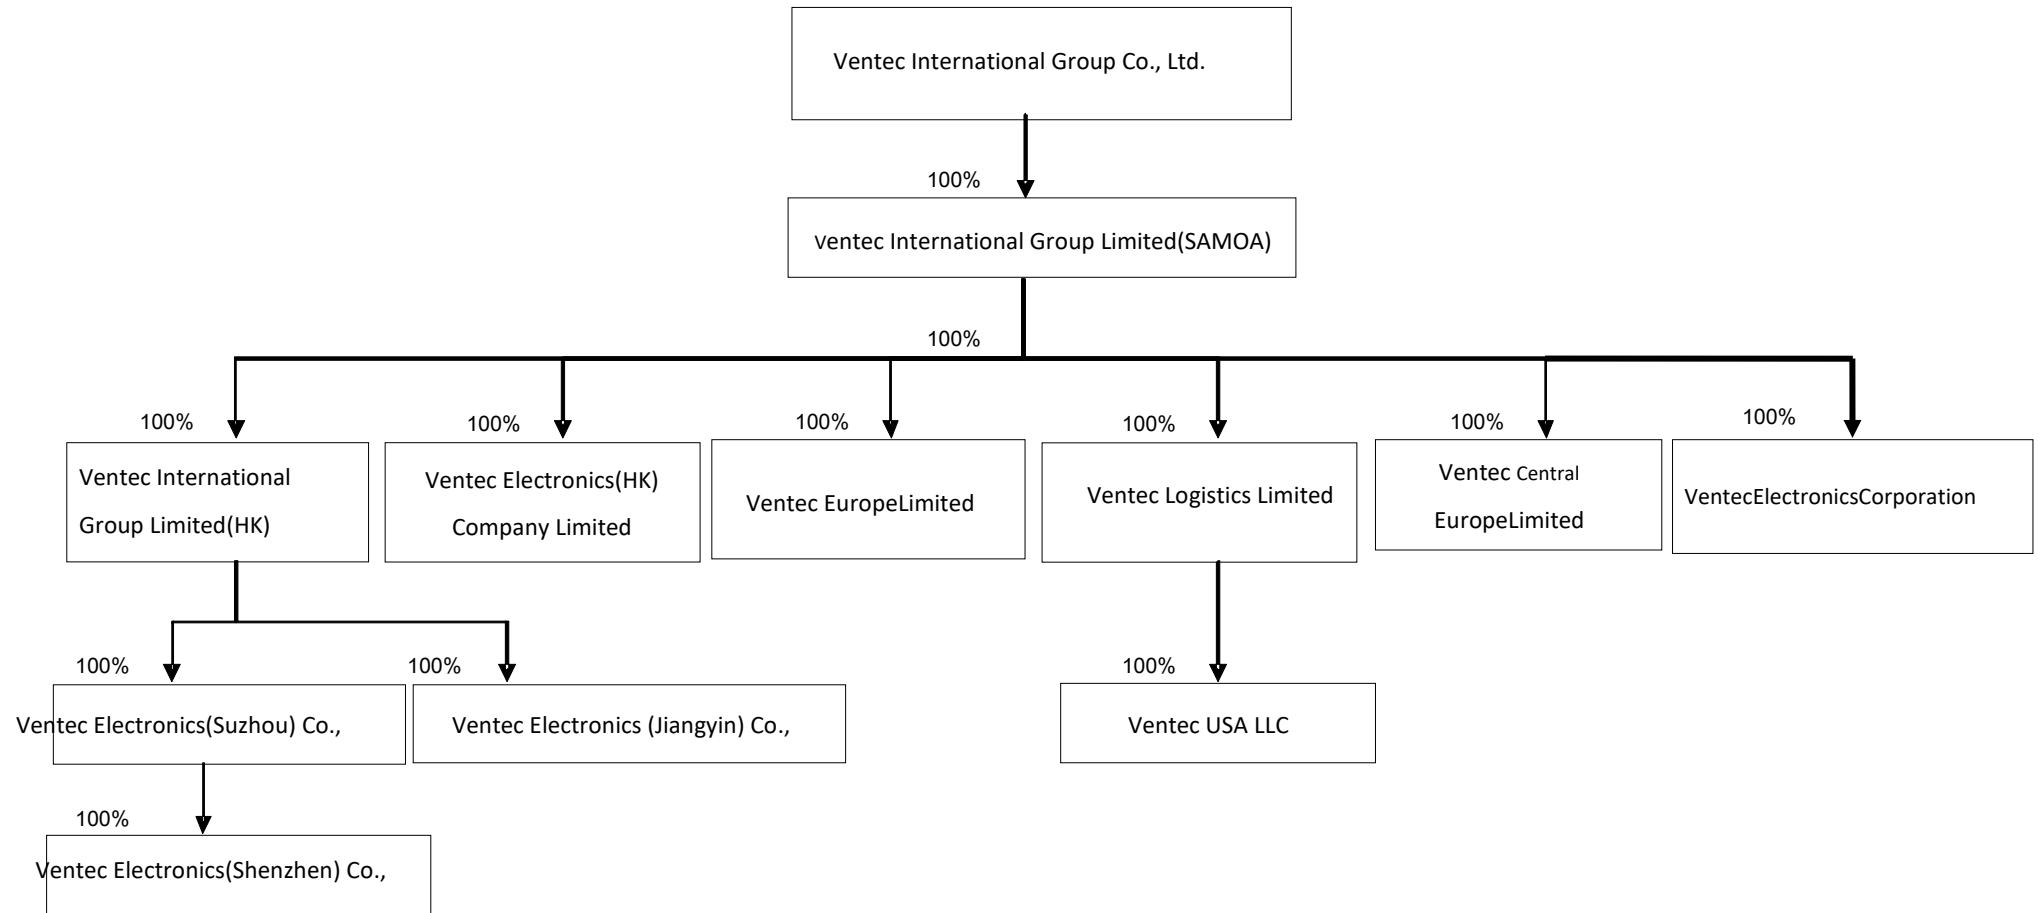 Ventec International Group Co., Ltd.
100%
Ventec International Group Limited(SAMOA)
100%
100%
100%
100%
100%
100%
100%
Ventec International
Group Limited(HK)
Ventec Electronics(HK)
Company Limited
Ventec EuropeLimited
Ventec Logistics Limited
Ventec Central
EuropeLimited
VentecElectronicsCorporation
100%
100%
100%
Ventec Electronics(Suzhou) Co.,
Ventec Electronics (Jiangyin) Co.,
Ventec USA LLC
100%
Ventec Electronics(Shenzhen) Co.,